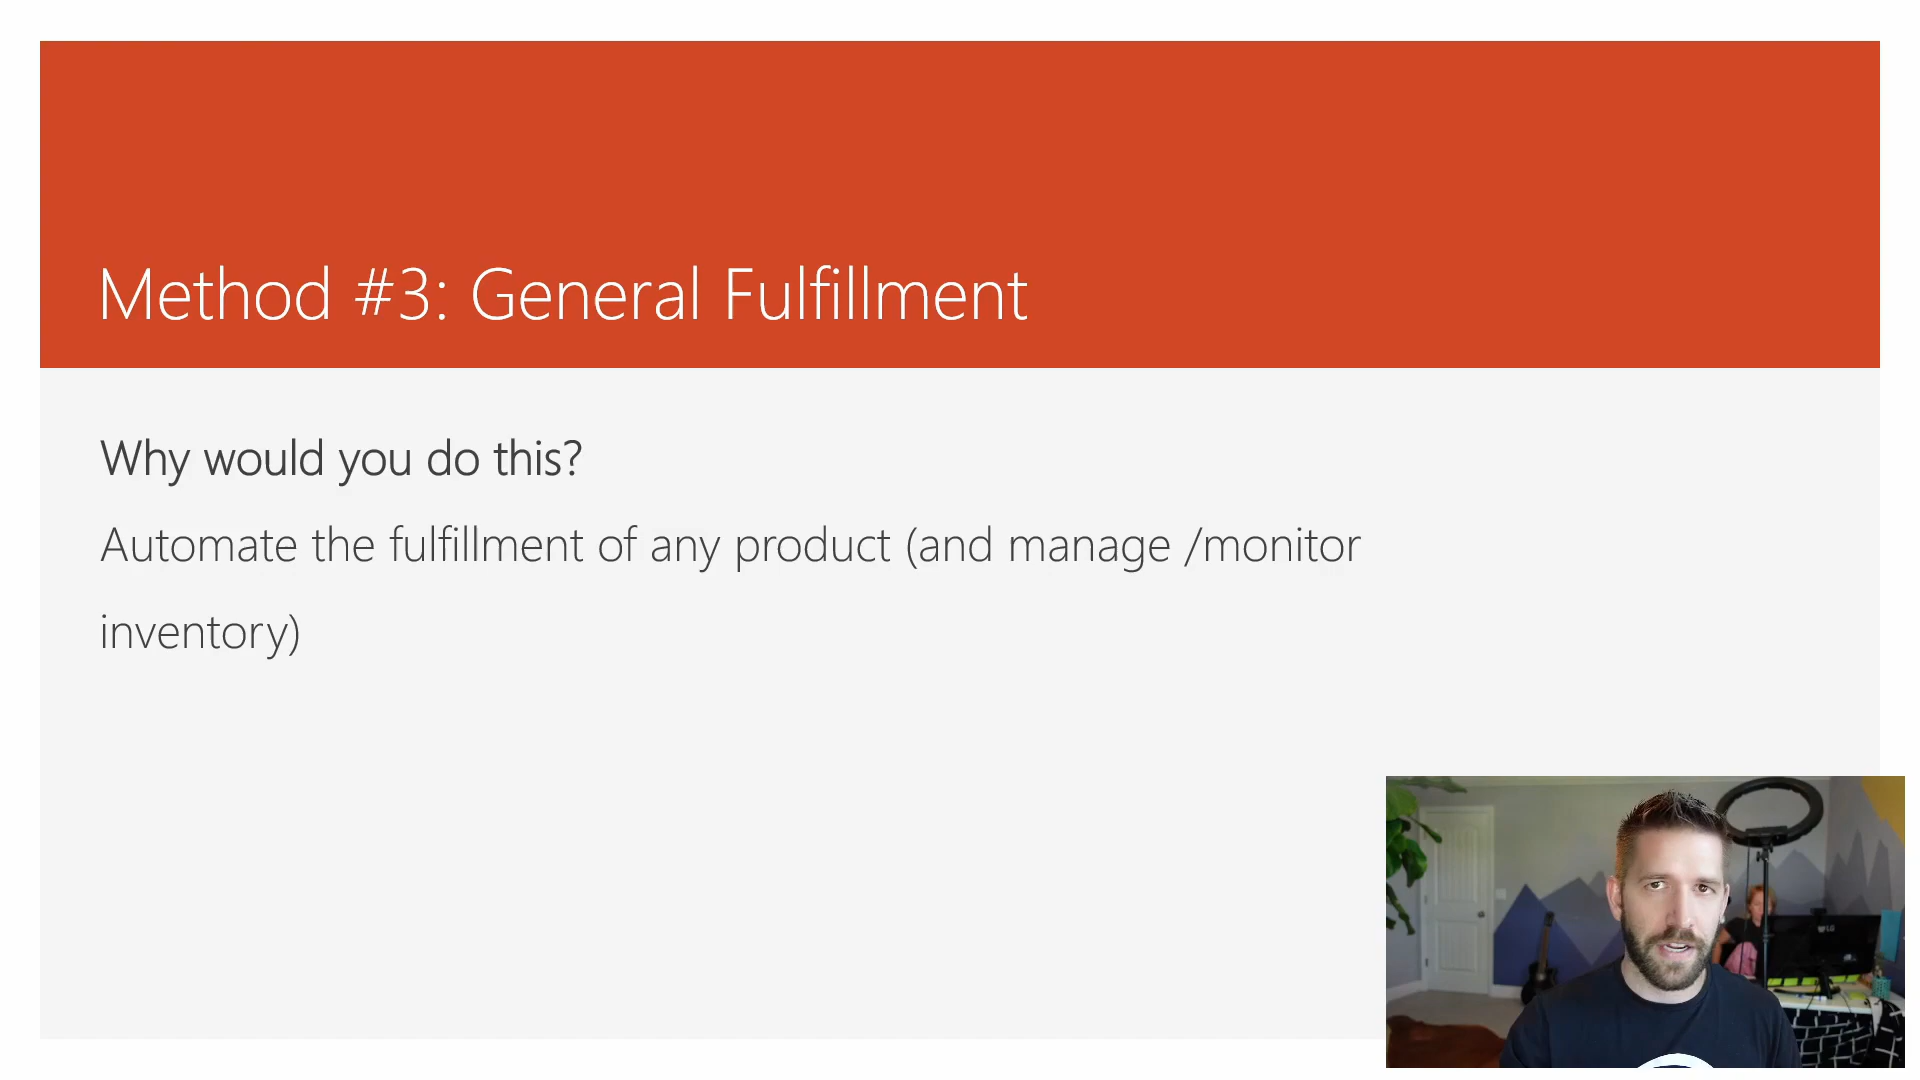 Method #3: General Fulfillment
Why would you do this?
Automate the fulfillment of any product (and manage /monitor
inventory)
LG